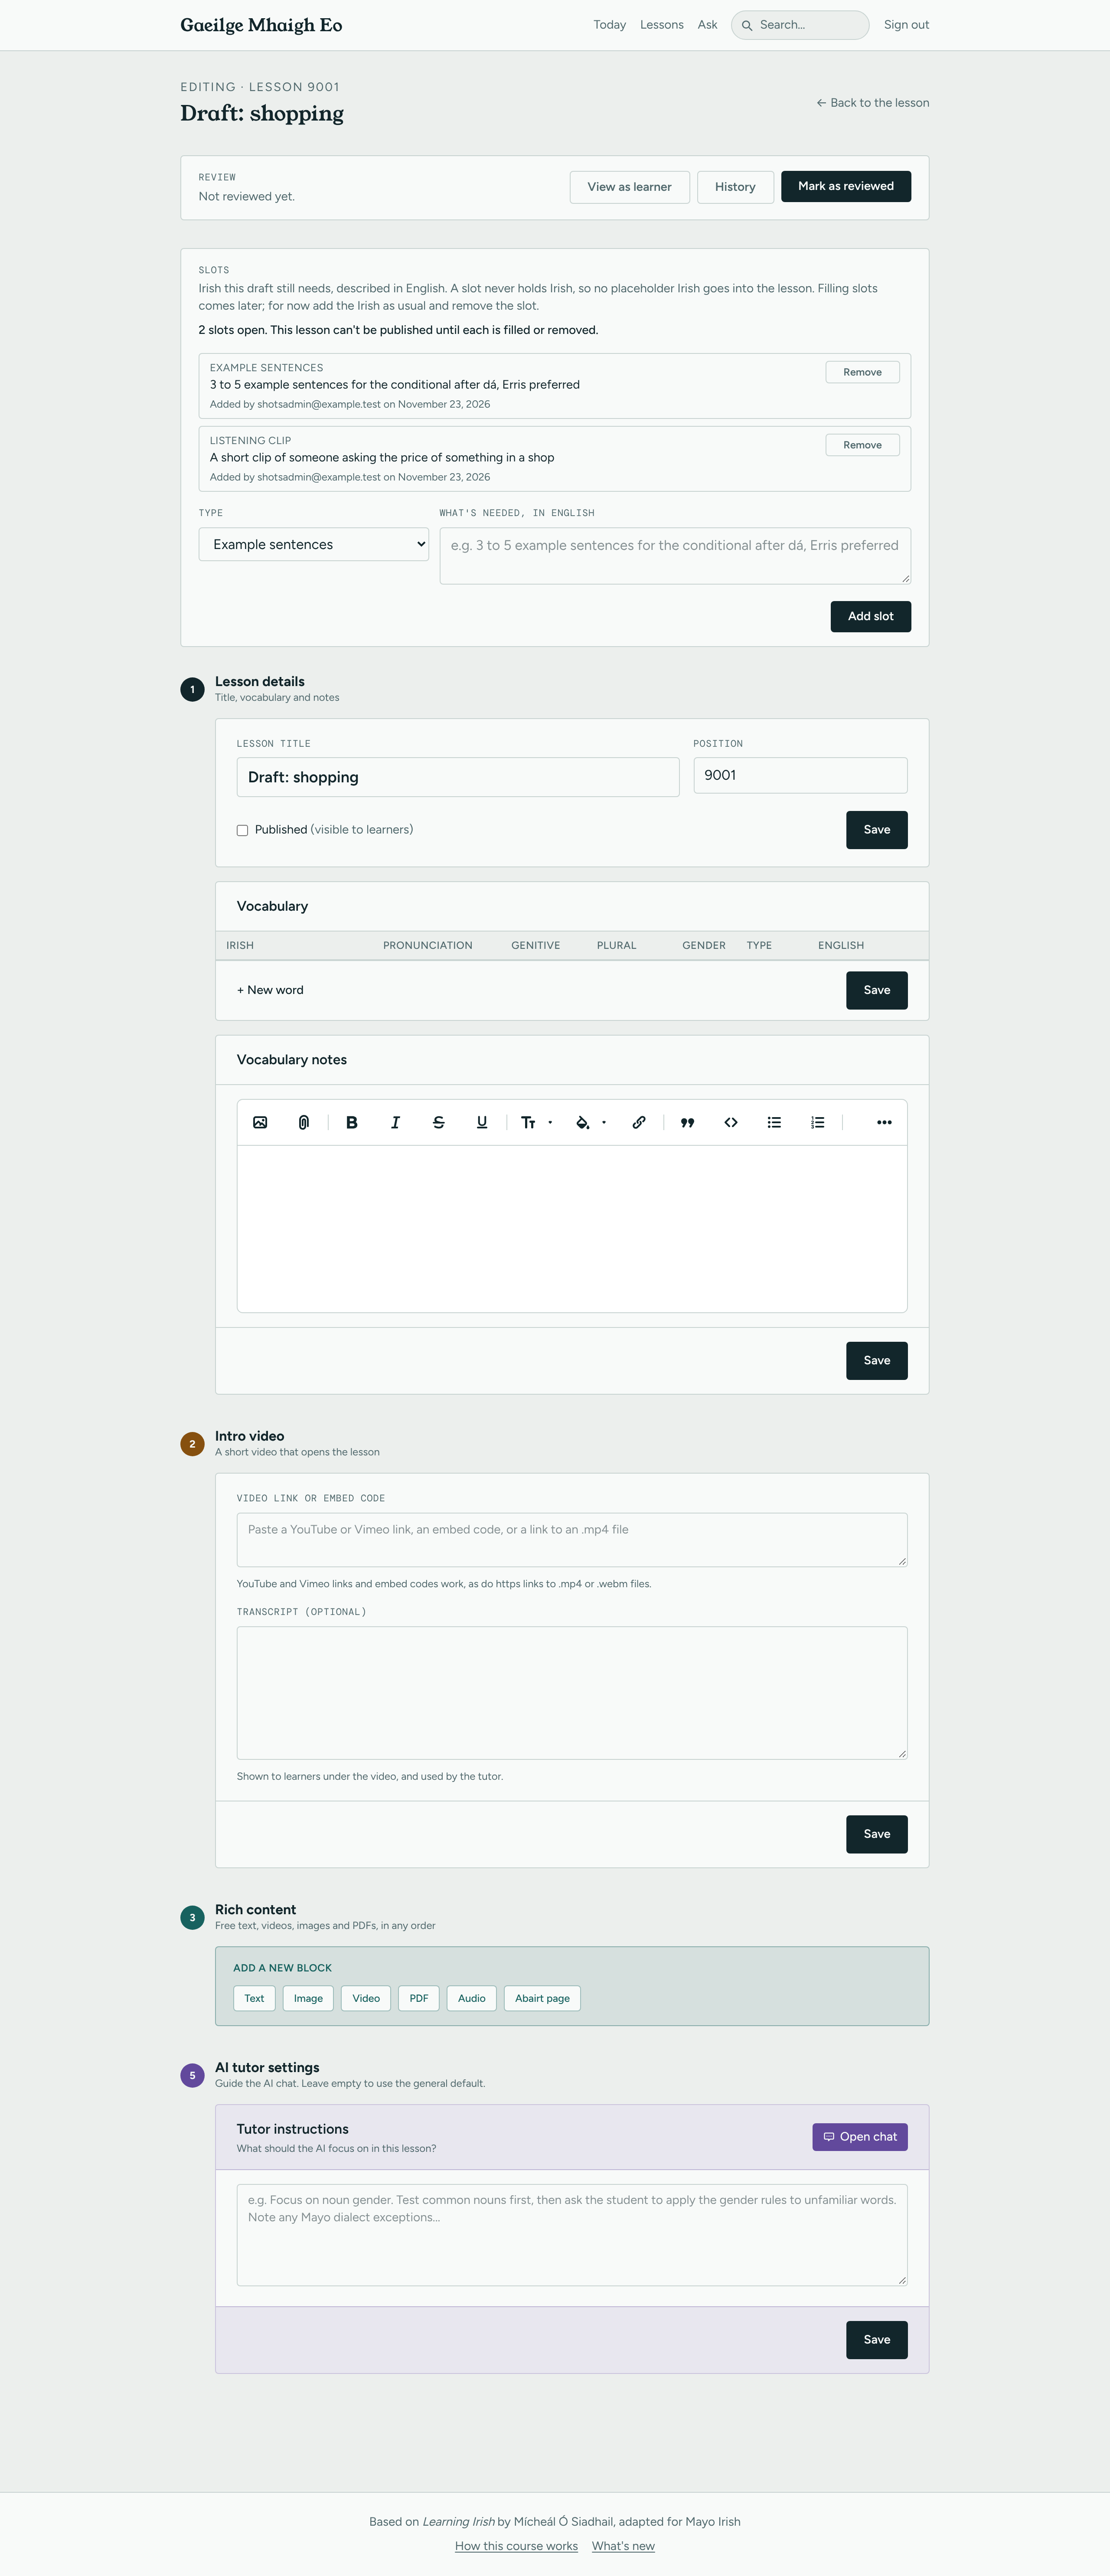 Gaeilge Mhaigh Eo
Today
Lessons
Ask
Search...
Sign out
EDITING · LESSON 9001
Draft: shopping
← Back to the lesson
REVIEW
Not reviewed yet.
View as learner
History
Mark as reviewed
SLOTS
Irish this draft still needs, described in English. A slot never holds Irish, so no placeholder Irish goes into the lesson. Filling slots
comes later; for now add the Irish as usual and remove the slot.
2 slots open. This lesson can't be published until each is filled or removed.
EXAMPLE SENTENCES
3 to 5 example sentences for the conditional after dá, Erris preferred
Added by shotsadmin@example.test on November 23, 2026
Remove
LISTENING CLIP
A short clip of someone asking the price of something in a shop
Added by shotsadmin@example.test on November 23, 2026
Remove
TYPE
WHAT'S NEEDED, IN ENGLISH
Example sentences
e.g. 3 to 5 example sentences for the conditional after dá, Erris preferred
Add slot
1
Lesson details
Title, vocabulary and notes
LESSON TITLE
POSITION
Draft: shopping
9001
Published (visible to learners)
Save
Vocabulary
IRISH PRONUNCIATION GENITIVE PLURAL GENDER TYPE ENGLISH
+ New word
Save
Vocabulary notes
Save
2
Intro video
A short video that opens the lesson
VIDEO LINK OR EMBED CODE
Paste a YouTube or Vimeo link, an embed code, or a link to an .mp4 file
YouTube and Vimeo links and embed codes work, as do https links to .mp4 or .webm files.
TRANSCRIPT (OPTIONAL)
Shown to learners under the video, and used by the tutor.
Save
3
Rich content
Free text, videos, images and PDFs, in any order
ADD A NEW BLOCK
Text
Image
Video
PDF
Audio
Abairt page
5
AI tutor settings
Guide the AI chat. Leave empty to use the general default.
Tutor instructions
What should the AI focus on in this lesson?
Open chat
e.g. Focus on noun gender. Test common nouns first, then ask the student to apply the gender rules to unfamiliar words.
Note any Mayo dialect exceptions...
Save
Based on Learning Irish by Mícheál Ó Siadhail, adapted for Mayo Irish
How this course works
What's new